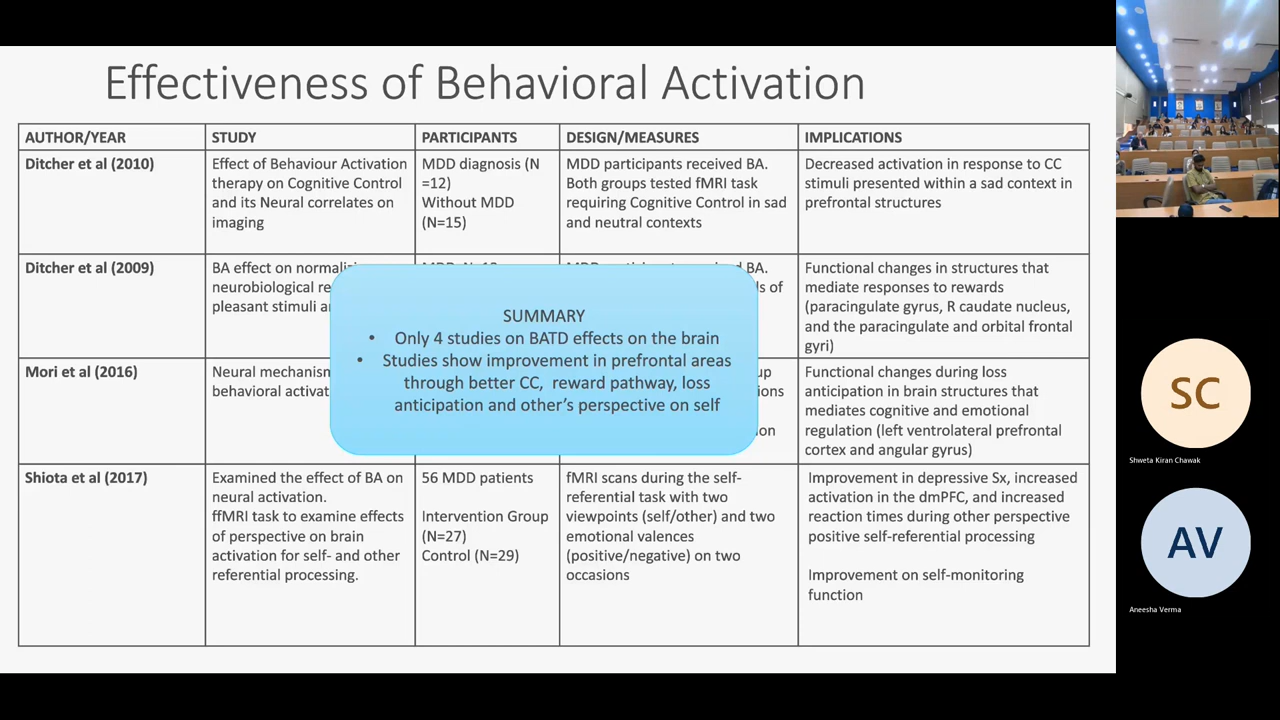 Effectiveness of Behavioral Activation
AUTHOR/YEAR
STUDY
PARTICIPANTS
DESIGN/MEASURES
IMPLICATIONS
Ditcher et al (2010)
Effect of Behaviour Activation
therapy on Cognitive Control
and its Neural correlates on
imaging
MDD diagnosis (N
=12)
Without MDD
(N=15)
MDD participants received BA.
Both groups tested fMRI task
requiring Cognitive Control in sad
and neutral contexts
Decreased activation in response to CC
stimuli presented within a sad context in
prefrontal structures
Ditcher et al (2009)
BA effect on
neurobiological
pleasant stimuli
BA.
of
Functional changes in structures that
mediate responses to rewards
(paracingulate gyrus, R caudate nucleus,
and the paracingulate and orbital frontal
gyri)
SUMMARY
• Only 4 studies on BATD effects on the brain
• Studies show improvement in prefrontal areas
through better CC, reward pathway, loss
anticipation and other's perspective on self
Mori et al (2016)
Neural
behavioral
Functional changes during loss
anticipation in brain structures that
mediates cognitive and emotional
regulation (left ventrolateral prefrontal
cortex and angular gyrus)
Shiota et al (2017)
Examined the effect of BA on
neural activation.
ffMRI task to examine effects
of perspective on brain
activation for self- and other
referential processing.
56 MDD patients
Intervention Group
(N=27)
Control (N=29)
fMRI scans during the self-
referential task with two
viewpoints (self/other) and two
emotional valences
(positive/negative) on two
occasions
Improvement in depressive Sx, increased
activation in the dmPFC, and increased
reaction times during other perspective
positive self-referential processing
Improvement on self-monitoring
function
SC
Shweta Kiran Chawak
AV
Aneesha Verma